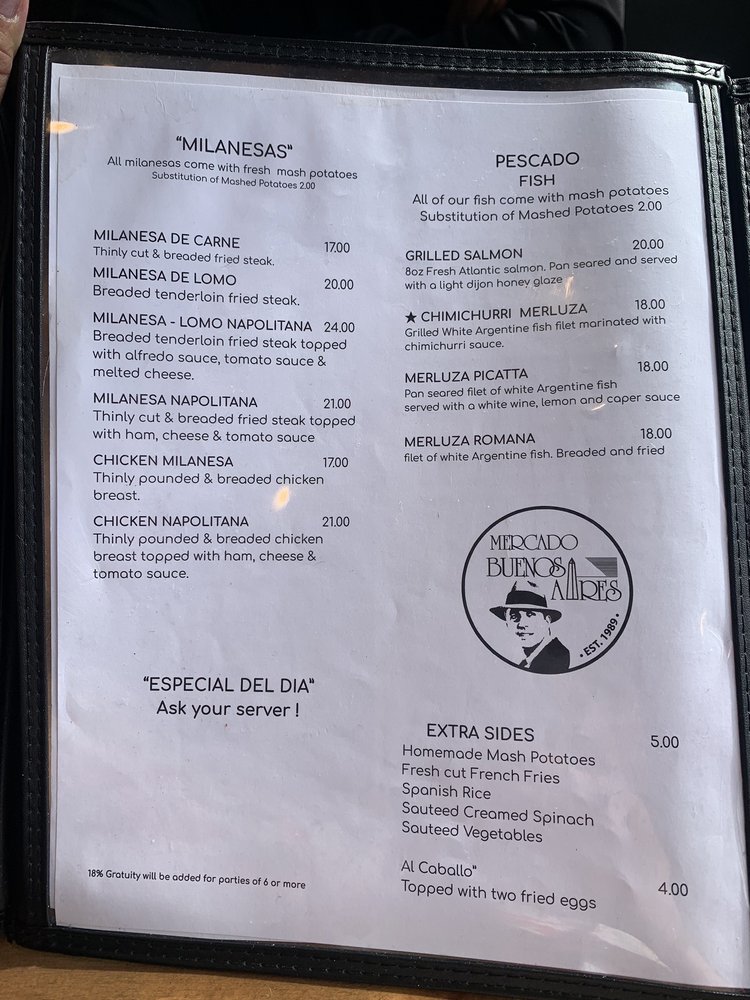 "MILANESAS"
All milanesas come with fresh mash potatoes
Substitution of Mashed Potatoes 2.00
MILANESA DE CARNE 17.00
Thinly cut & breaded fried steak.
MILANESA DE LOMO 20.00
Breaded tenderloin fried steak.
MILANESA - LOMO NAPOLITANA 24.00
Breaded tenderloin fried steak topped
with alfredo sauce, tomato sauce &
melted cheese.
MILANESA NAPOLITANA 21.00
Thinly cut & breaded fried steak topped
with ham, cheese & tomato sauce
CHICKEN MILANESA 17.00
Thinly pounded & breaded chicken
breast.
CHICKEN NAPOLITANA 21.00
Thinly pounded & breaded chicken
breast topped with ham, cheese &
tomato sauce.
"ESPECIAL DEL DIA"
Ask your server !
18% Gratuity will be added for parties of 6 or more
PESCADO
FISH
All of our fish come with mash potatoes
Substitution of Mashed Potatoes 2.00
GRILLED SALMON 20.00
8oz Fresh Atlantic salmon. Pan seared and served
with a light dijon honey glaze
★ CHIMICHURRI MERLUZA 18.00
Grilled White Argentine fish filet marinated with
chimichurri sauce.
MERLUZA PICATTA 18.00
Pan seared filet of white Argentine fish
served with a white wine, lemon and caper sauce
MERLUZA ROMANA 18.00
filet of white Argentine fish. Breaded and fried
MERCADO
BUENOS
AIRES
• EST. 1989 •
EXTRA SIDES 5.00
Homemade Mash Potatoes
Fresh cut French Fries
Spanish Rice
Sauteed Creamed Spinach
Sauteed Vegetables
Al Caballo"
Topped with two fried eggs 4.00